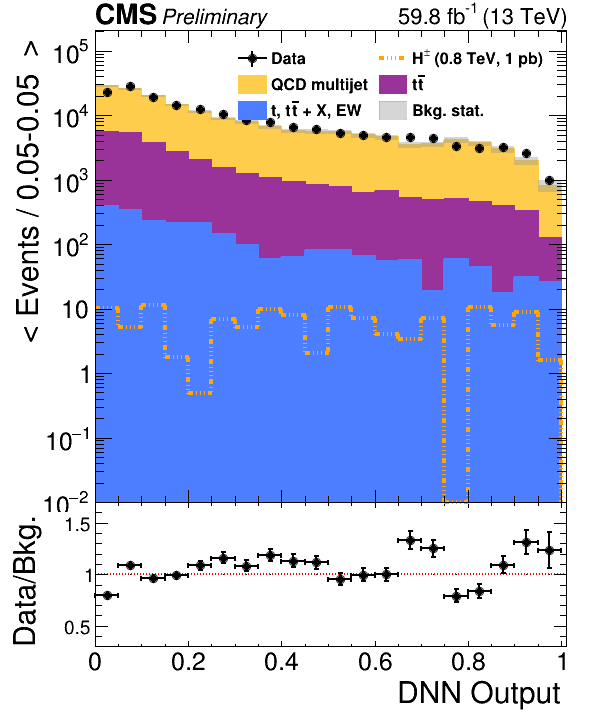 CMS Preliminary 59.8 fb⁻¹ (13 TeV)
< Events / 0.05-0.05 >
Data
H± (0.8 TeV, 1 pb)
QCD multijet
tt̅
t, tt̅ + X, EW
Bkg. stat.
10⁵
10⁴
10³
10²
10
1
10⁻¹
10⁻²
Data/Bkg.
1.5
1
0.5
0 0.2 0.4 0.6 0.8 1
DNN Output